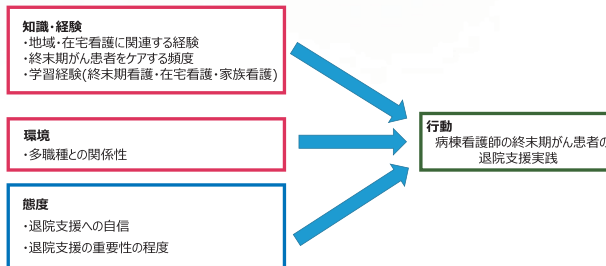 知識・経験
・地域・在宅看護に関連する経験
・終末期がん患者をケアする頻度
・学習経験(終末期看護・在宅看護・家族看護)
環境
・多職種との関係性
態度
・退院支援への自信
・退院支援の重要性の程度
行動
病棟看護師の終末期がん患者の
退院支援実践